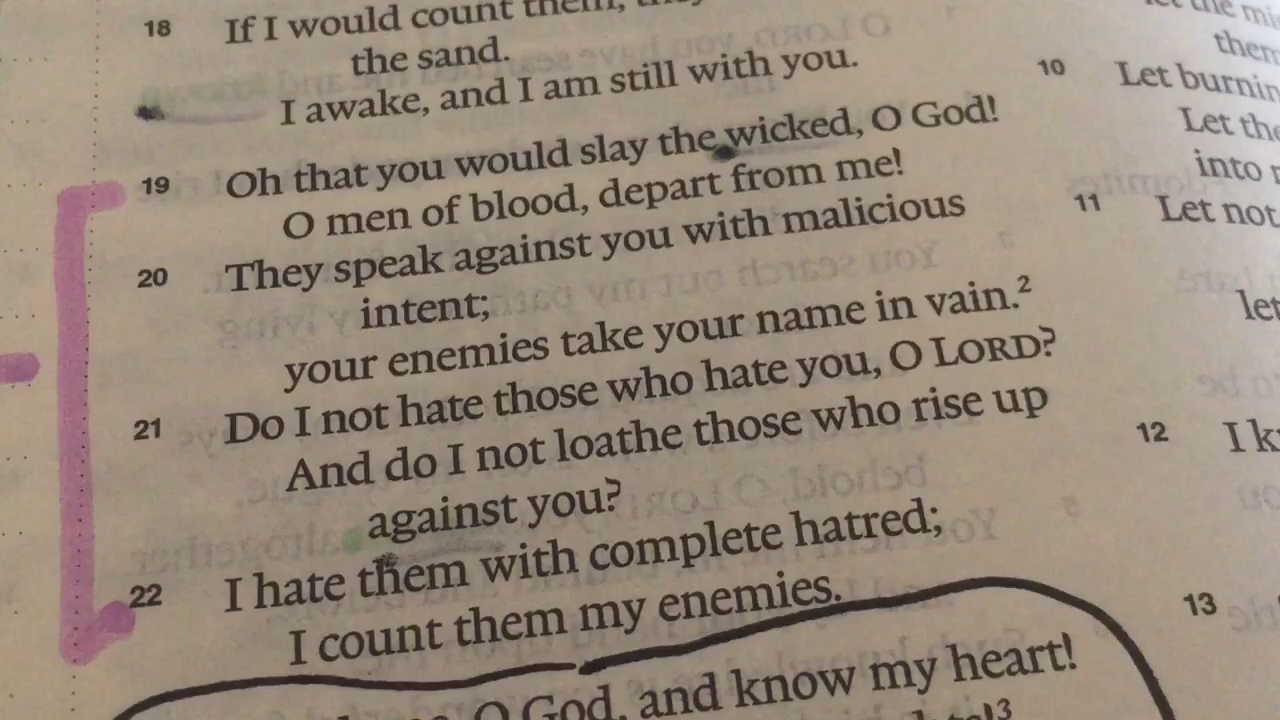 18 If I would count them,
the sand.
I awake, and I am still with you.
19 Oh that you would slay the wicked, O God!
O men of blood, depart from me!
20 They speak against you with malicious
intent;
your enemies take your name in vain.²
21 Do I not hate those who hate you, O LORD?
And do I not loathe those who rise up
against you?
22 I hate them with complete hatred;
I count them my enemies.
O God, and know my heart!
10 Let
Let
into
11 Let not
let
12 I
13